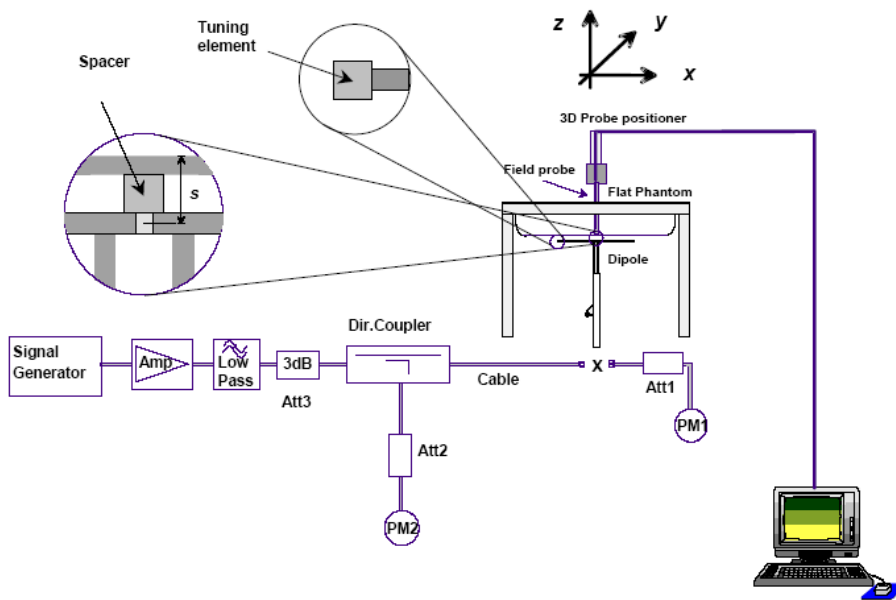 Tuning
element
Spacer
s
z
y
x
3D Probe positioner
Field probe
Flat Phantom
Dipole
Dir.Coupler
Signal
Generator
Amp
Low
Pass
3dB
Att3
Cable
X
Att1
PM1
Att2
PM2